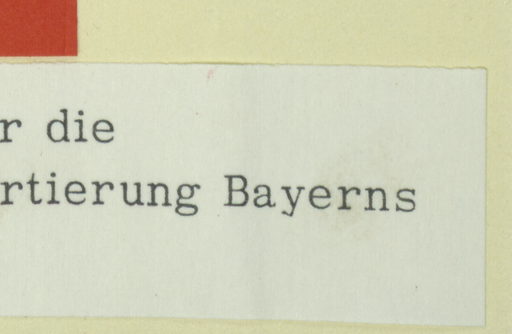 r die
rtierung Bayerns